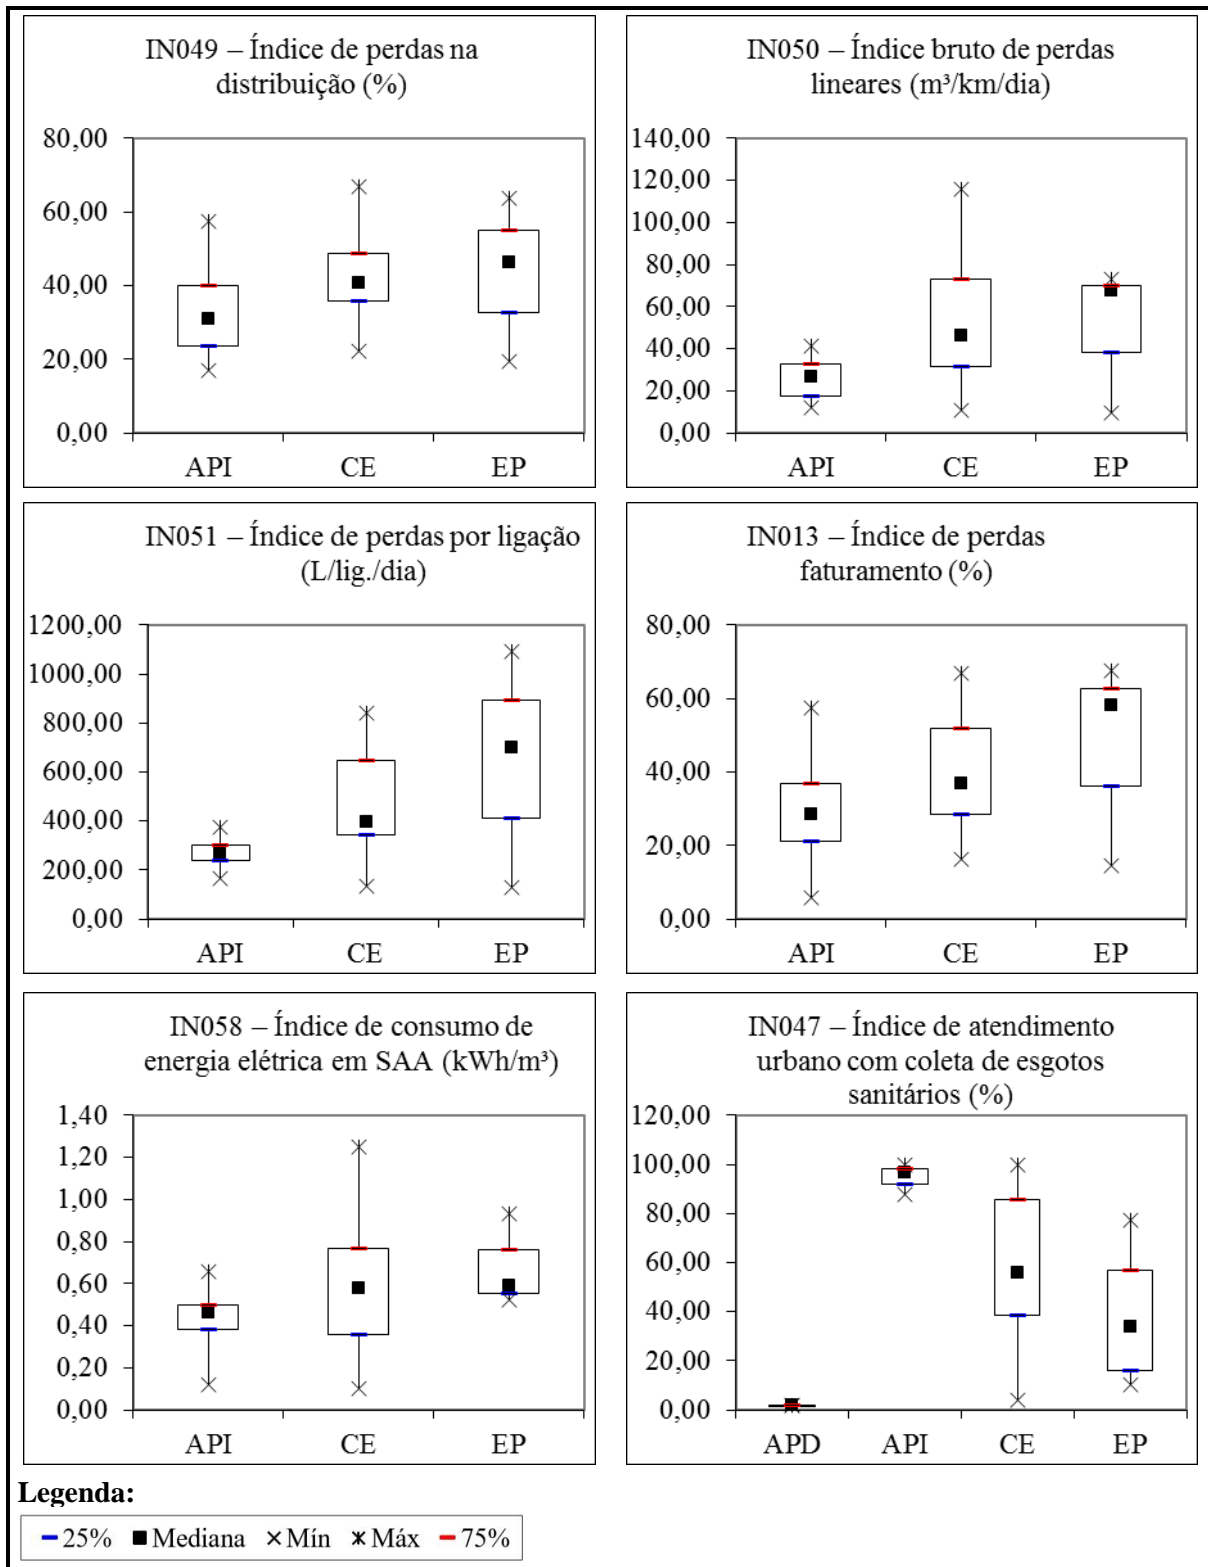 IN049 – Índice de perdas na
distribuição (%)
80,00
60,00
40,00
20,00
0,00
API CE EP
IN050 – Índice bruto de perdas
lineares (m³/km/dia)
140,00
120,00
100,00
80,00
60,00
40,00
20,00
0,00
API CE EP
IN051 – Índice de perdas por ligação
(L/lig./dia)
1200,00
1000,00
800,00
600,00
400,00
200,00
0,00
API CE EP
IN013 – Índice de perdas
faturamento (%)
80,00
60,00
40,00
20,00
0,00
API CE EP
IN058 – Índice de consumo de
energia elétrica em SAA (kWh/m³)
1,40
1,20
1,00
0,80
0,60
0,40
0,20
0,00
API CE EP
IN047 – Índice de atendimento
urbano com coleta de esgotos
sanitários (%)
120,00
100,00
80,00
60,00
40,00
20,00
0,00
APD API CE EP
Legenda:
25% Mediana Mín Máx 75%